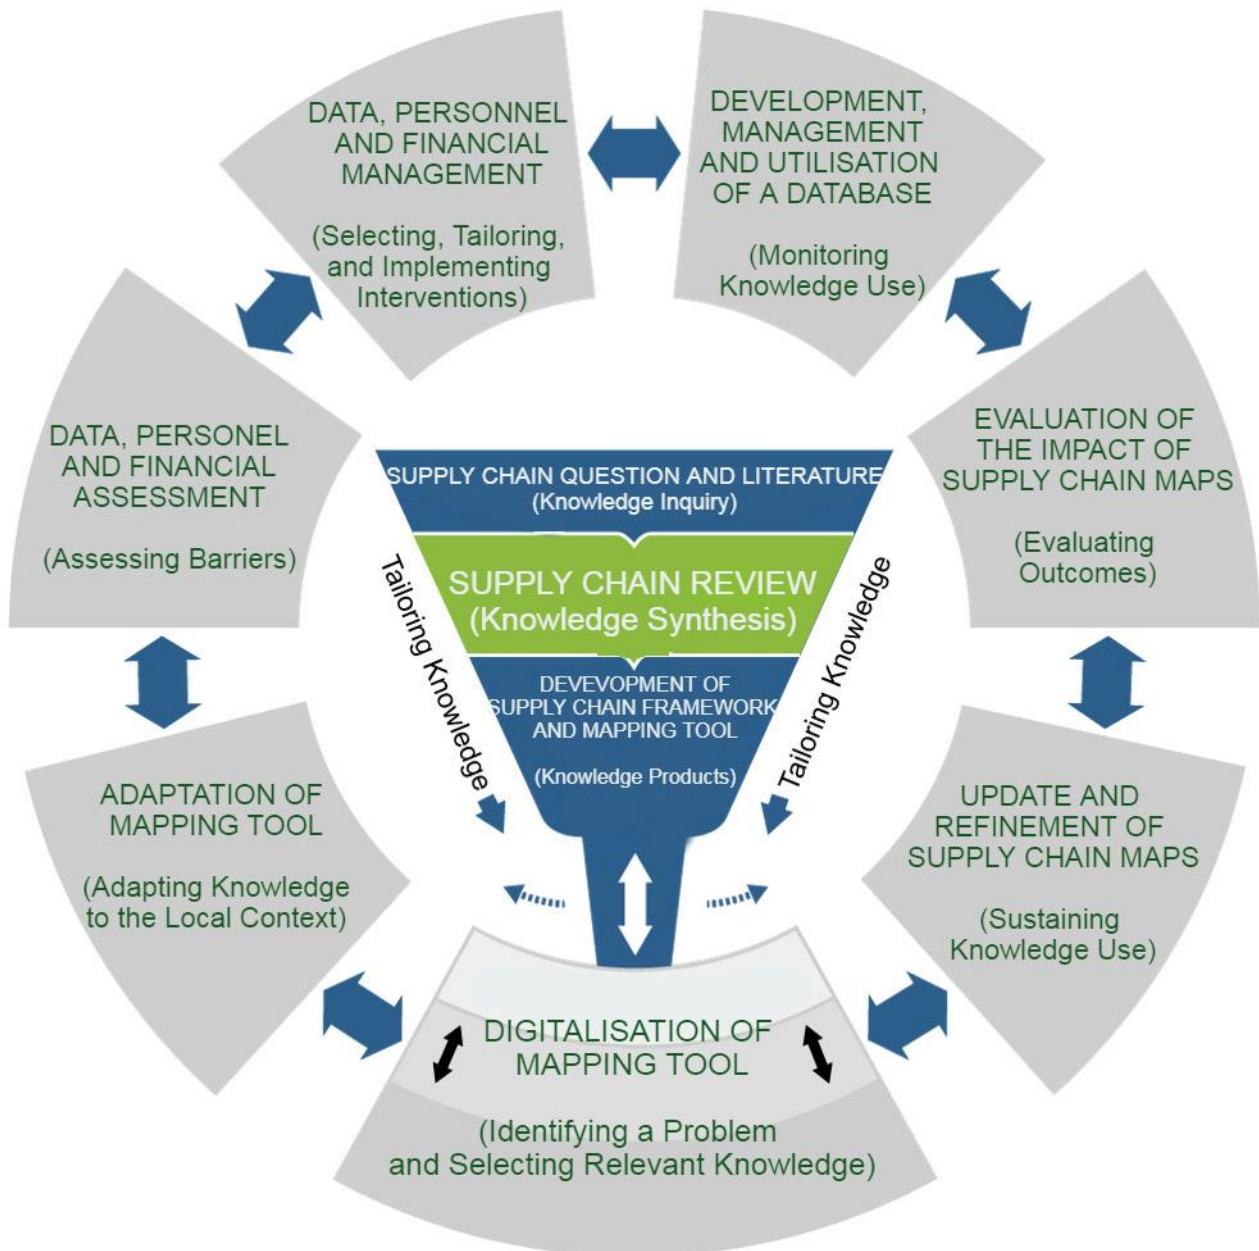 DATA, PERSONNEL
AND FINANCIAL
MANAGEMENT
(Selecting, Tailoring,
and Implementing
Interventions)
DEVELOPMENT,
MANAGEMENT
AND UTILISATION
OF A DATABASE
(Monitoring
Knowledge Use)
DATA, PERSONEL
AND FINANCIAL
ASSESSMENT
(Assessing Barriers)
SUPPLY CHAIN QUESTION AND LITERATURE
(Knowledge Inquiry)
SUPPLY CHAIN REVIEW
(Knowledge Synthesis)
DEVEVOPMENT OF
SUPPLY CHAIN FRAMEWORK
AND MAPPING TOOL
(Knowledge Products)
Tailoring Knowledge
Tailoring Knowledge
EVALUATION OF
THE IMPACT OF
SUPPLY CHAIN MAPS
(Evaluating
Outcomes)
ADAPTATION OF
MAPPING TOOL
(Adapting Knowledge
to the Local Context)
UPDATE AND
REFINEMENT OF
SUPPLY CHAIN MAPS
(Sustaining
Knowledge Use)
DIGITALISATION OF
MAPPING TOOL
(Identifying a Problem
and Selecting Relevant Knowledge)